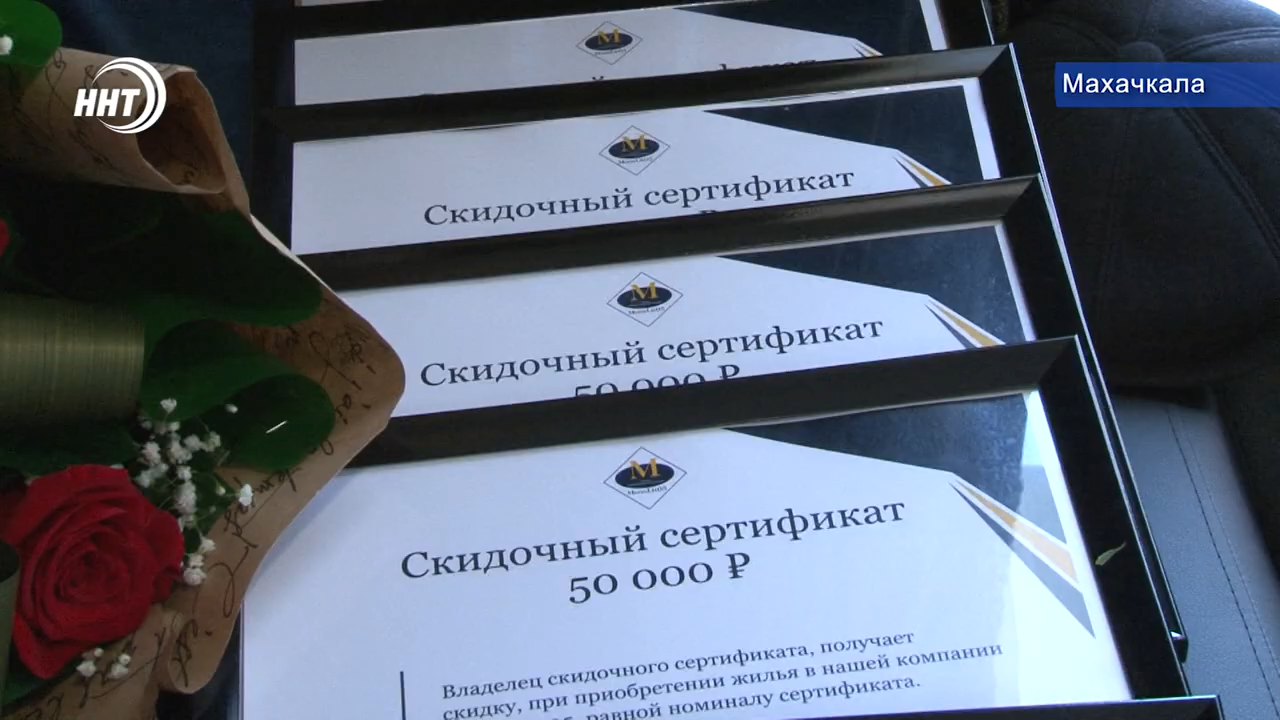 ННТ
Махачкала
М
М
Скидочный сертификат
М
Скидочный сертификат
50 000 ₽
М
Скидочный сертификат
50 000 ₽
Владелец скидочного сертификата, получает
скидку, при приобретении жилья в нашей компании
равной номиналу сертификата.